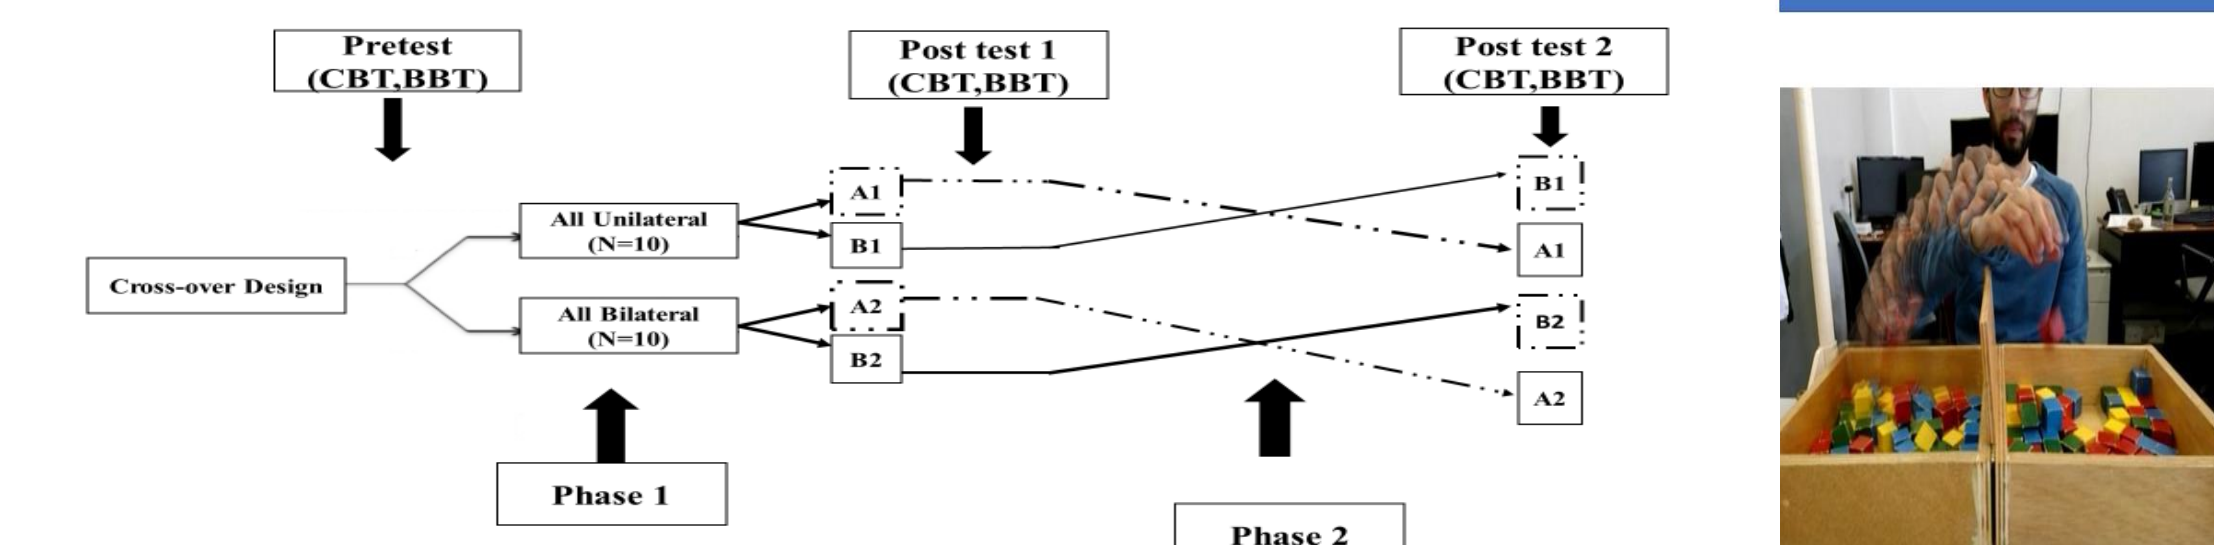 Pretest
(CBT,BBT)
Post test 1
(CBT,BBT)
Post test 2
(CBT,BBT)
Cross-over Design
All Unilateral
(N=10)
All Bilateral
(N=10)
A1
B1
A2
B2
B1
A1
B2
A2
Phase 1
Phase 2